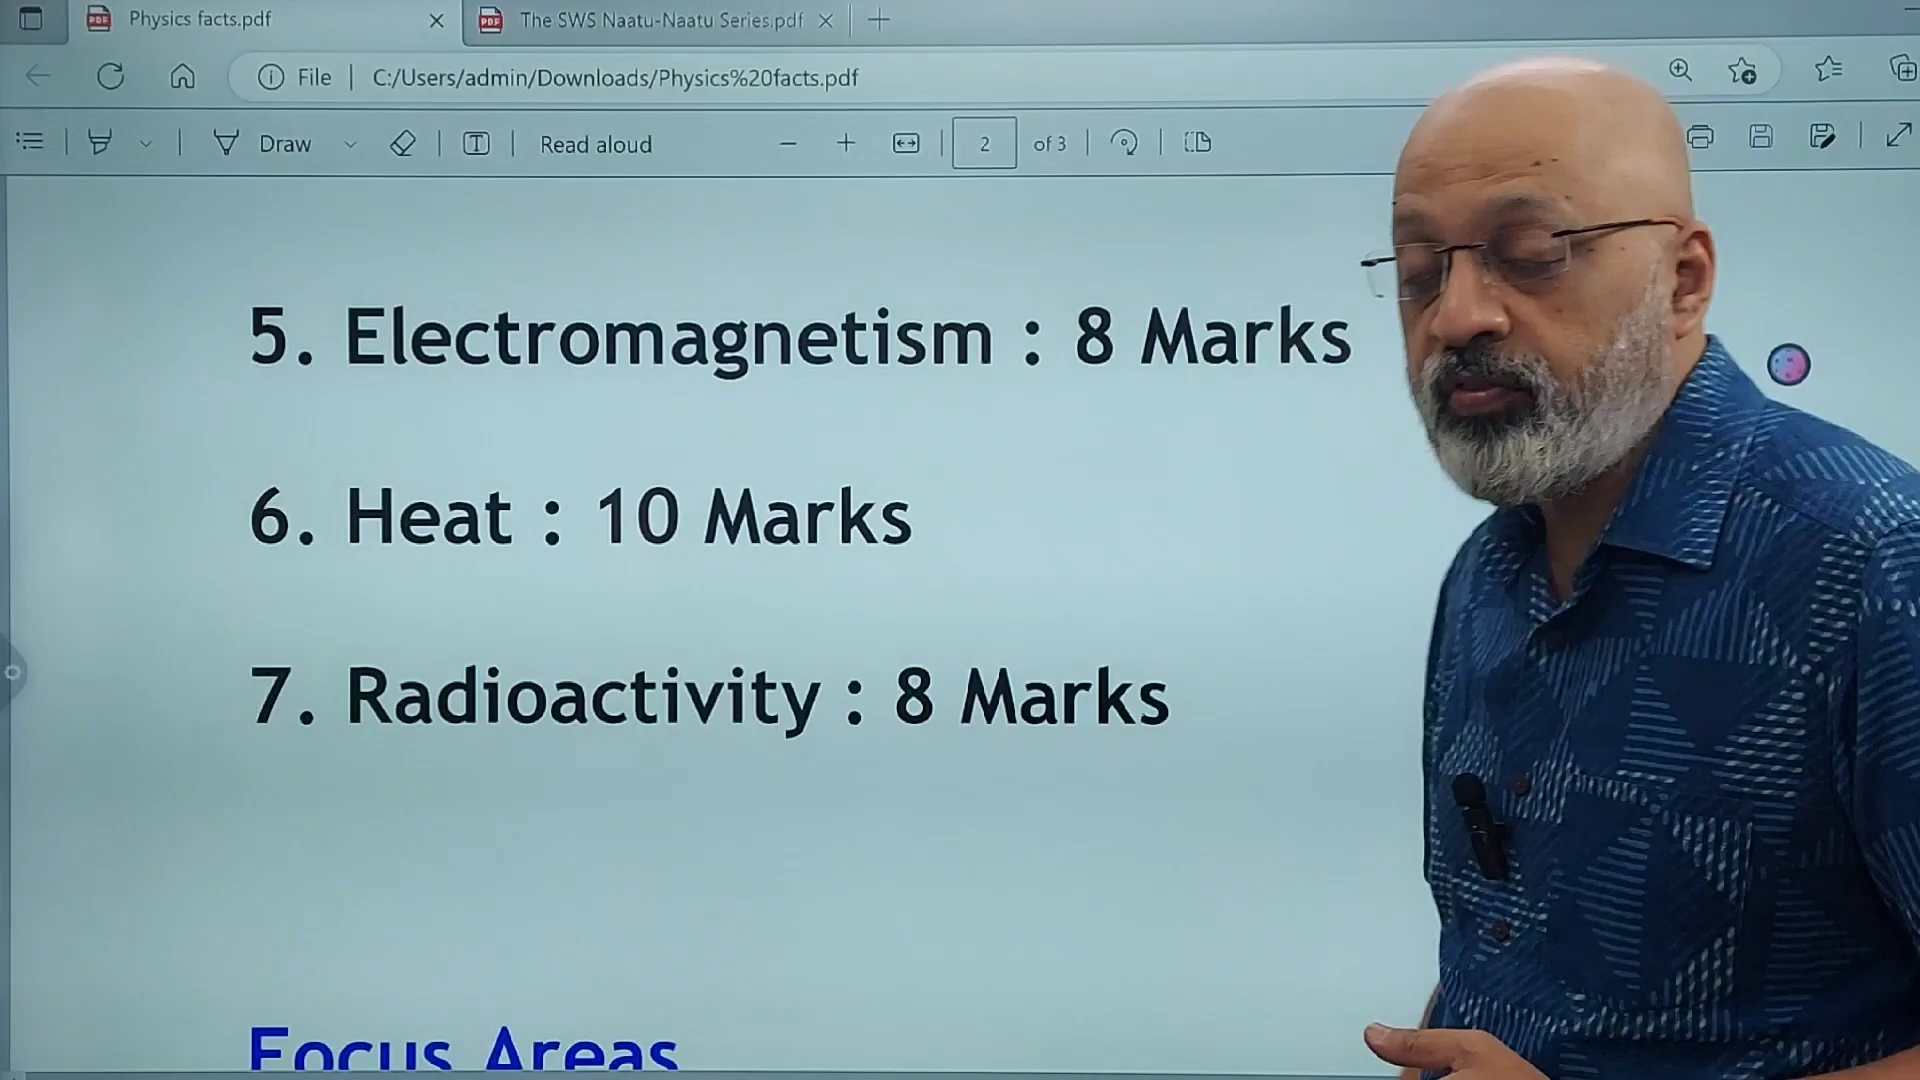 Physics facts.pdf
The SWS Naatu-Naatu Series.pdf
File
C:/Users/admin/Downloads/Physics%20facts.pdf
Draw
Read aloud
2 of 3
5. Electromagnetism : 8 Marks
6. Heat : 10 Marks
7. Radioactivity : 8 Marks
Focus Areas